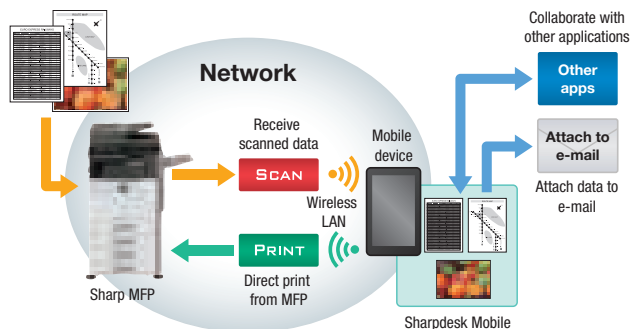 Collaborate with
other applications
Network
Other
apps
Receive
scanned data
Mobile
device
Attach to
e-mail
SCAN
Wireless
LAN
Attach data to
e-mail
PRINT
Sharp MFP
Direct print
from MFP
Sharpdesk Mobile